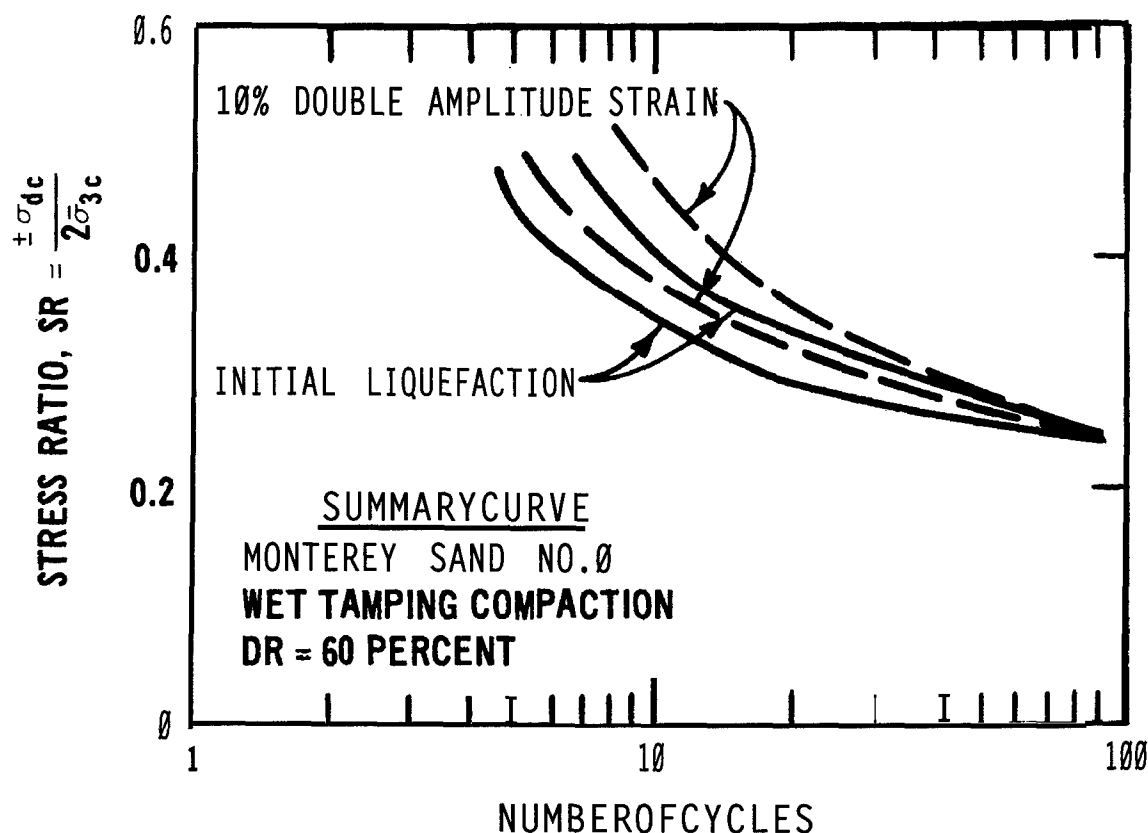 0.6
10% DOUBLE AMPLITUDE STRAIN
STRESS RATIO, SR = ± σdc / 2σ̄3c
0.4
INITIAL LIQUEFACTION
0.2
SUMMARYCURVE
MONTEREY SAND NO.0
WET TAMPING COMPACTION
DR = 60 PERCENT
0
1
10
100
NUMBEROFCYCLES